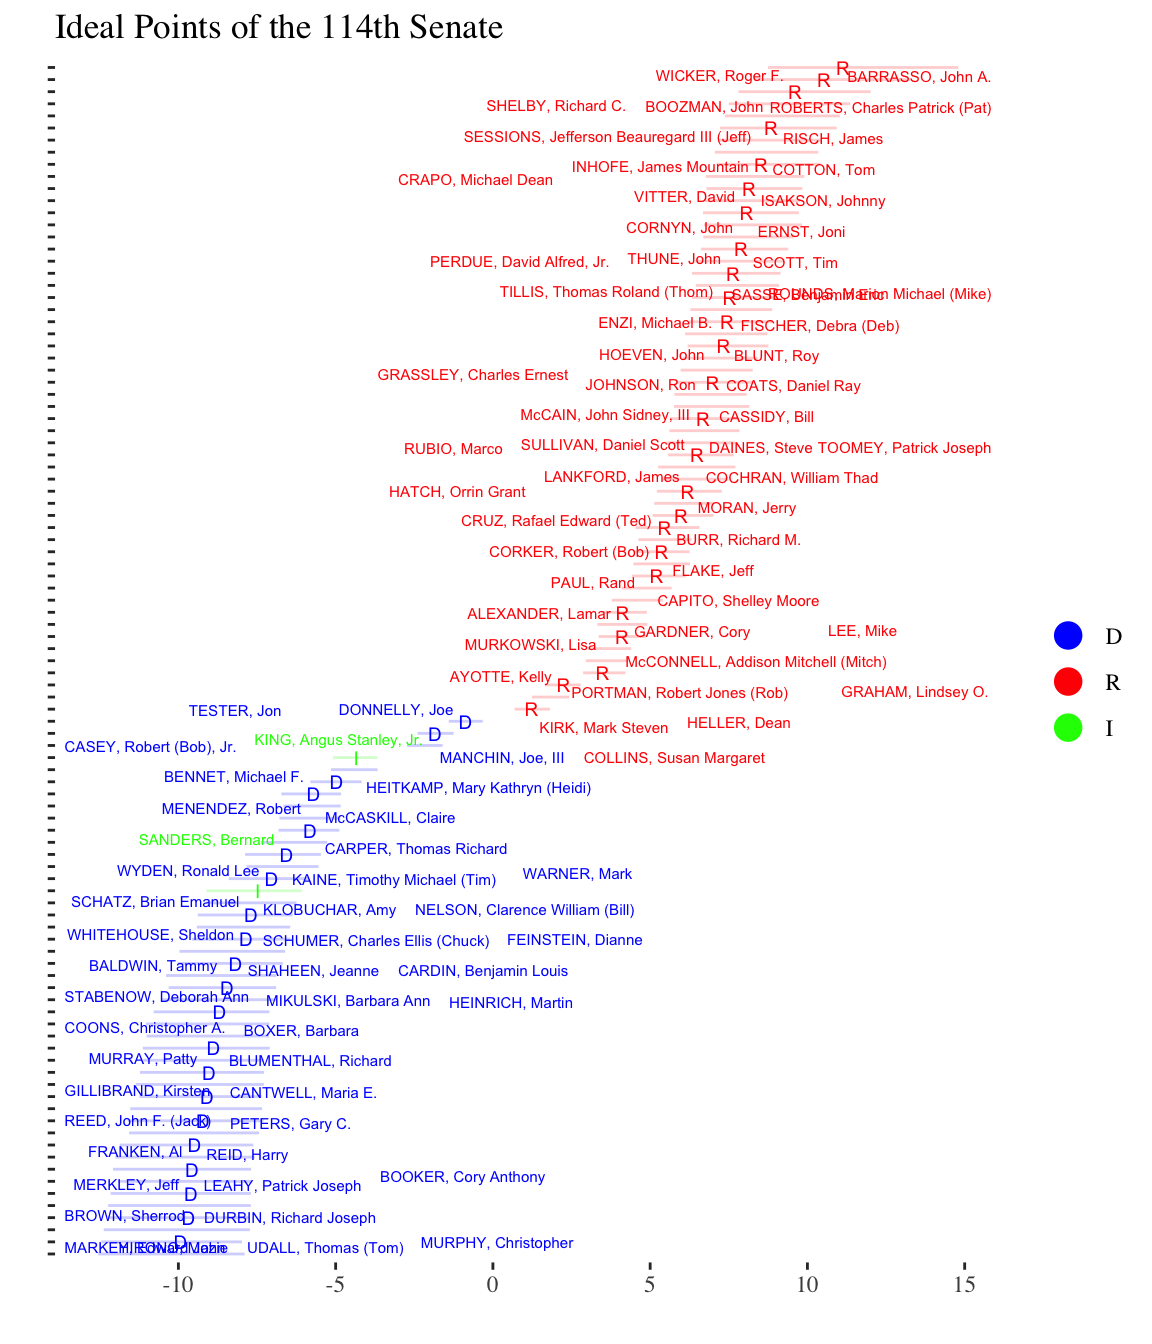 Ideal Points of the 114th Senate
R
WICKER, Roger F.
BARRASSO, John A.
R
R
SHELBY, Richard C.
BOOZMAN, John
ROBERTS, Charles Patrick (Pat)
R
SESSIONS, Jefferson Beauregard III (Jeff)
RISCH, James
INHOFE, James Mountain
R
COTTON, Tom
CRAPO, Michael Dean
R
VITTER, David
ISAKSON, Johnny
R
CORNYN, John
ERNST, Joni
R
THUNE, John
PERDUE, David Alfred, Jr.
SCOTT, Tim
R
TILLIS, Thomas Roland (Thom)
R
SASSE, Benjamin Eric
ROUNDS, Marion Michael (Mike)
ENZI, Michael B.
R
FISCHER, Debra (Deb)
R
HOEVEN, John
BLUNT, Roy
GRASSLEY, Charles Ernest
JOHNSON, Ron
R
COATS, Daniel Ray
McCAIN, John Sidney, III
R
CASSIDY, Bill
RUBIO, Marco
SULLIVAN, Daniel Scott
R
DAINES, Steve
TOOMEY, Patrick Joseph
LANKFORD, James
COCHRAN, William Thad
HATCH, Orrin Grant
R
MORAN, Jerry
CRUZ, Rafael Edward (Ted)
R
R
BURR, Richard M.
CORKER, Robert (Bob)
R
FLAKE, Jeff
R
PAUL, Rand
CAPITO, Shelley Moore
ALEXANDER, Lamar
R
GARDNER, Cory
LEE, Mike
MURKOWSKI, Lisa
R
McCONNELL, Addison Mitchell (Mitch)
AYOTTE, Kelly
R
R
PORTMAN, Robert Jones (Rob)
GRAHAM, Lindsey O.
TESTER, Jon
DONNELLY, Joe
R
D
KIRK, Mark Steven
HELLER, Dean
D
CASEY, Robert (Bob), Jr.
KING, Angus Stanley, Jr.
I
MANCHIN, Joe, III
COLLINS, Susan Margaret
BENNET, Michael F.
D
HEITKAMP, Mary Kathryn (Heidi)
D
MENENDEZ, Robert
McCASKILL, Claire
D
SANDERS, Bernard
CARPER, Thomas Richard
D
WYDEN, Ronald Lee
D
KAINE, Timothy Michael (Tim)
WARNER, Mark
I
SCHATZ, Brian Emanuel
D
KLOBUCHAR, Amy
NELSON, Clarence William (Bill)
WHITEHOUSE, Sheldon
D
SCHUMER, Charles Ellis (Chuck)
FEINSTEIN, Dianne
BALDWIN, Tammy
D
SHAHEEN, Jeanne
CARDIN, Benjamin Louis
D
STABENOW, Deborah Ann
MIKULSKI, Barbara Ann
HEINRICH, Martin
D
COONS, Christopher A.
BOXER, Barbara
D
MURRAY, Patty
BLUMENTHAL, Richard
D
GILLIBRAND, Kirsten
D
CANTWELL, Maria E.
REED, John F. (Jack)
D
PETERS, Gary C.
D
FRANKEN, Al
REID, Harry
D
BOOKER, Cory Anthony
MERKLEY, Jeff
D
LEAHY, Patrick Joseph
BROWN, Sherrod
D
DURBIN, Richard Joseph
D
MARKEY, Edward John
HIRONO, Mazie
UDALL, Thomas (Tom)
MURPHY, Christopher
-10
-5
0
5
10
15
D
R
I